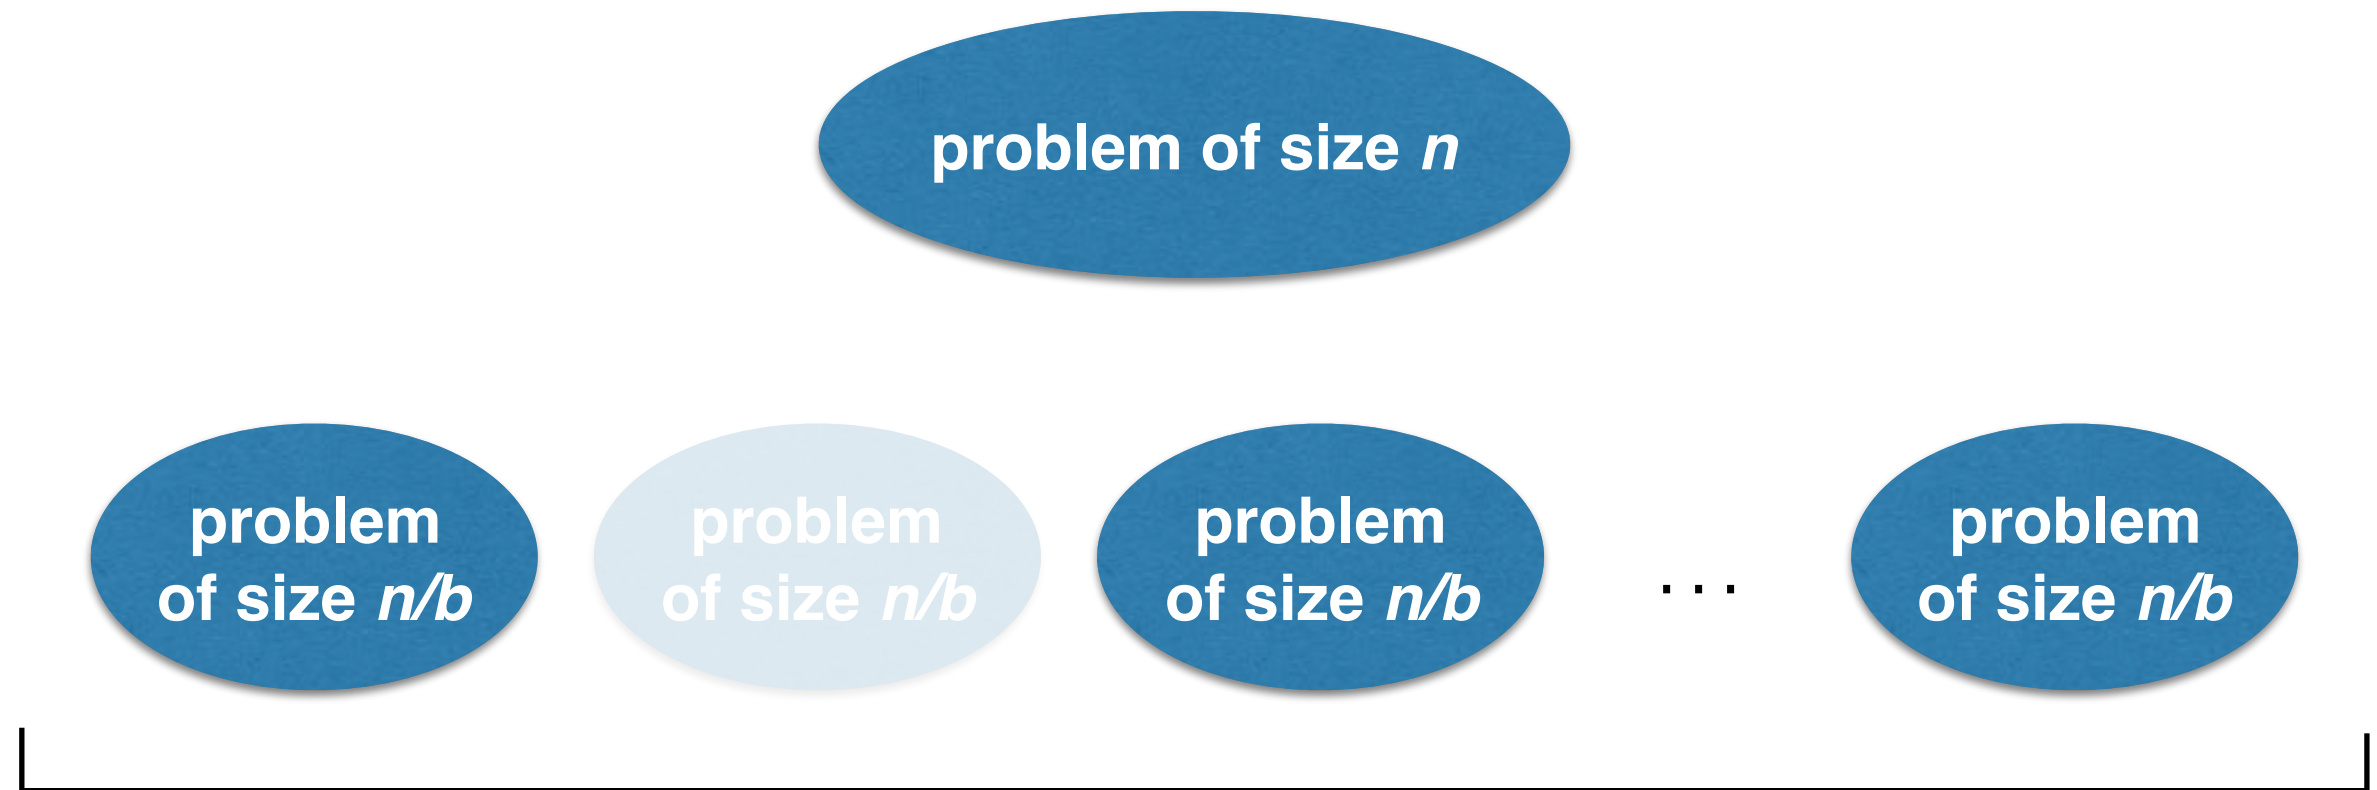 problem of size n
problem
of size n/b
problem
of size n/b
problem
of size n/b
. . .
problem
of size n/b